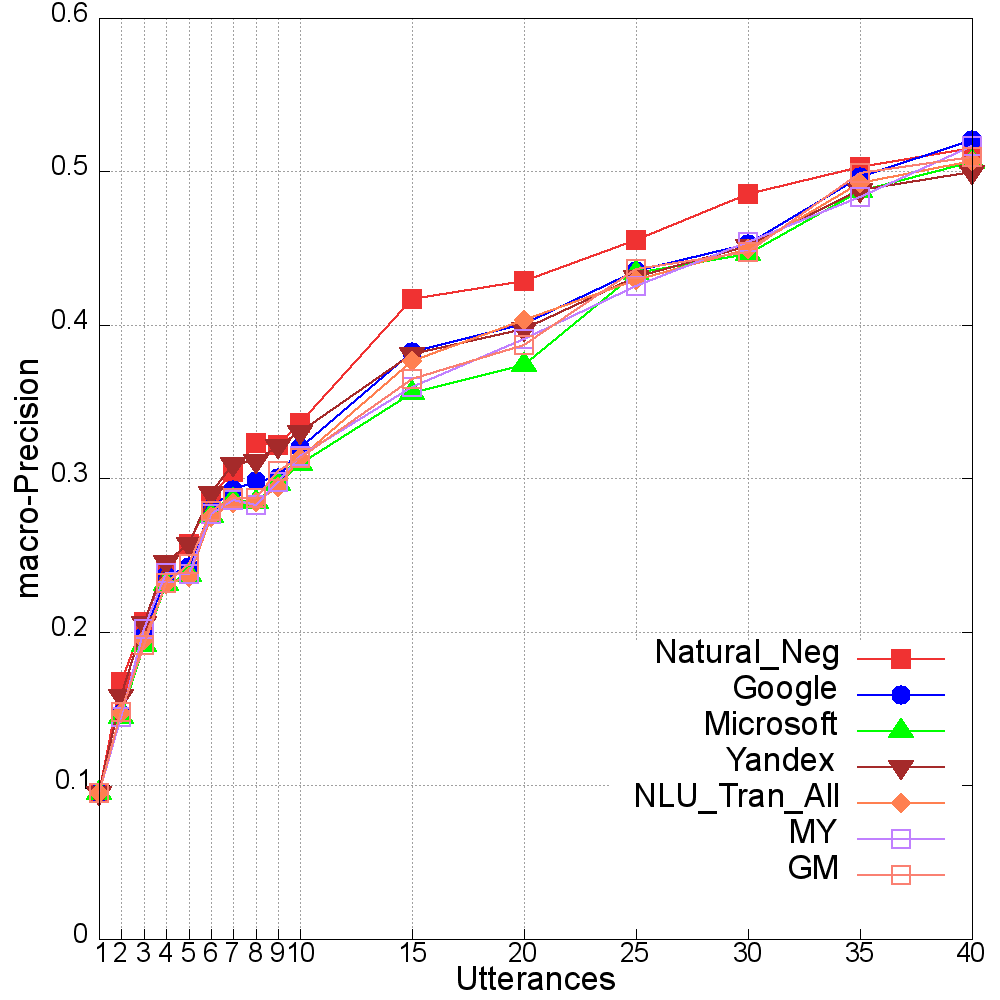 0.6
0.5
0.4
0.3
0.2
0.1
0
macro-Precision
Natural_Neg
Google
Microsoft
Yandex
NLU_Tran_All
MY
GM
1 2 3 4 5 6 7 8 9 10 15 20 25 30 35 40
Utterances